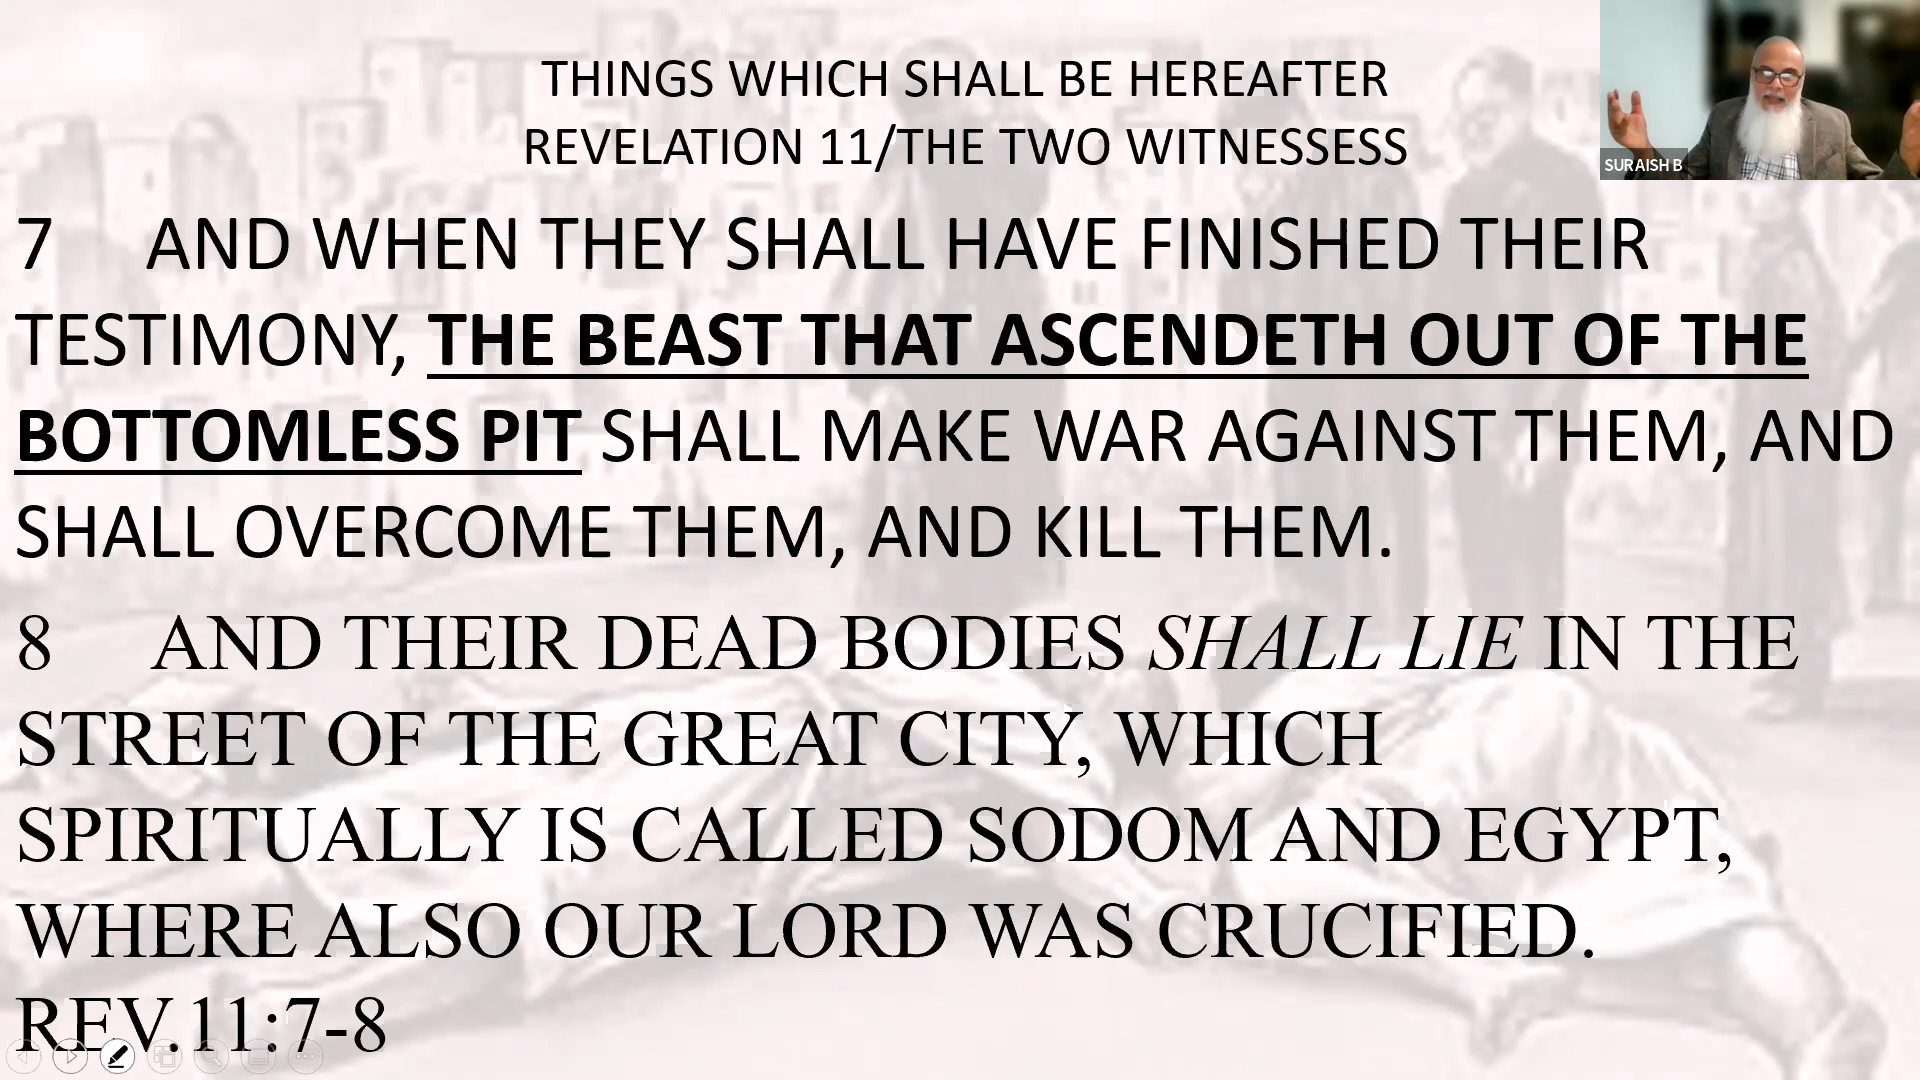 THINGS WHICH SHALL BE HEREAFTER
REVELATION 11/THE TWO WITNESSESS
SURAISH B
7 AND WHEN THEY SHALL HAVE FINISHED THEIR
TESTIMONY, THE BEAST THAT ASCENDETH OUT OF THE
BOTTOMLESS PIT SHALL MAKE WAR AGAINST THEM, AND
SHALL OVERCOME THEM, AND KILL THEM.
8 AND THEIR DEAD BODIES SHALL LIE IN THE
STREET OF THE GREAT CITY, WHICH
SPIRITUALLY IS CALLED SODOM AND EGYPT,
WHERE ALSO OUR LORD WAS CRUCIFIED.
REV.11:7-8